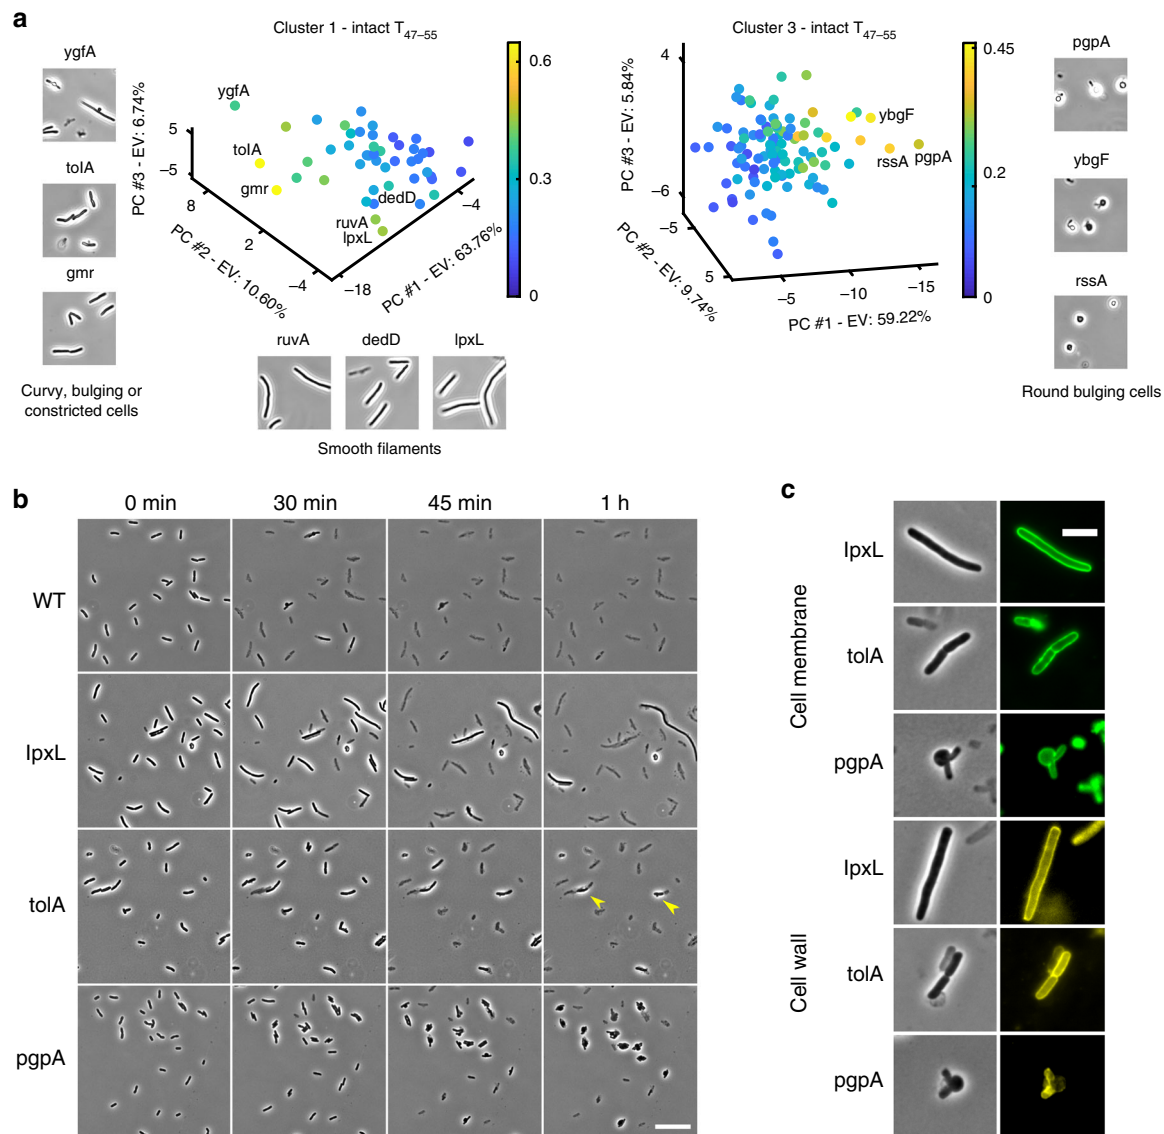 a
Cluster 1 - intact T47–55
Cluster 3 - intact T47–55
ygfA
tolA
gmr
Curvy, bulging or
constricted cells
PC #3 - EV: 6.74%
5
−5
8
2
−4
PC #2 - EV: 10.60%
−18
−4
PC #1 - EV: 63.76%
ygfA
tolA
gmr
dedD
ruvA
lpxL
0.6
0.3
0
ruvA
dedD
lpxL
Smooth filaments
PC #3 - EV: 5.84%
4
−6
−5
5
PC #2 - EV: 9.74%
−5
−10
−15
PC #1 - EV: 59.22%
ybgF
rssA
pgpA
0.45
0.2
0
pgpA
ybgF
rssA
Round bulging cells
b
0 min
30 min
45 min
1 h
WT
lpxL
tolA
pgpA
c
Cell membrane
lpxL
tolA
pgpA
Cell wall
lpxL
tolA
pgpA